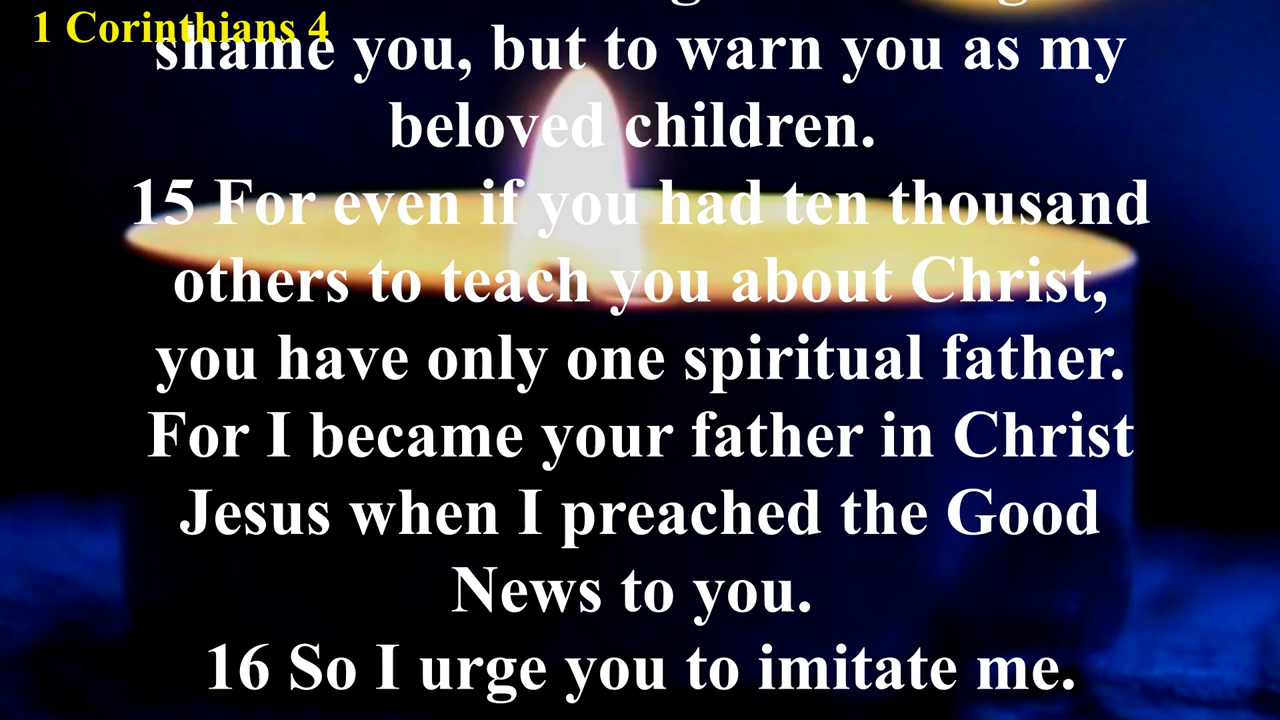 1 Corinthians 4
shame you, but to warn you as my
beloved children.
15 For even if you had ten thousand
others to teach you about Christ,
you have only one spiritual father.
For I became your father in Christ
Jesus when I preached the Good
News to you.
16 So I urge you to imitate me.